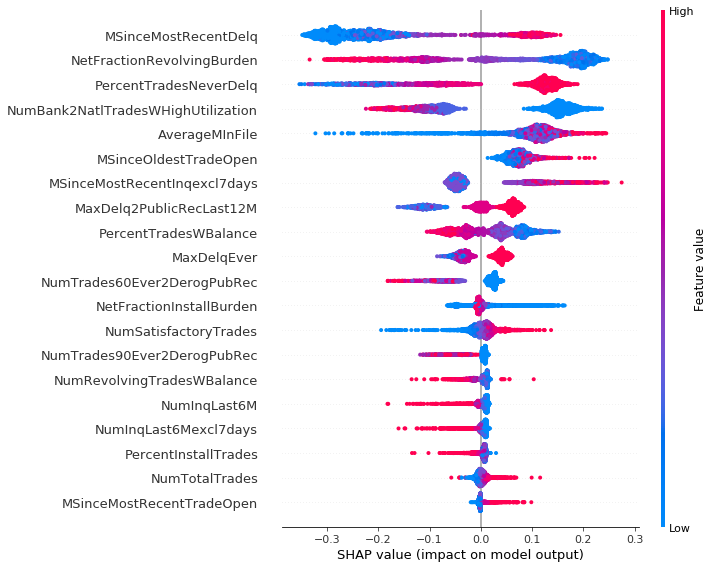 High
MSinceMostRecentDelq
NetFractionRevolvingBurden
PercentTradesNeverDelq
NumBank2NatlTradesWHighUtilization
AverageMInFile
MSinceOldestTradeOpen
MSinceMostRecentInqexcl7days
MaxDelq2PublicRecLast12M
PercentTradesWBalance
MaxDelqEver
NumTrades60Ever2DerogPubRec
NetFractionInstallBurden
NumSatisfactoryTrades
NumTrades90Ever2DerogPubRec
NumRevolvingTradesWBalance
NumInqLast6M
NumInqLast6Mexcl7days
PercentInstallTrades
NumTotalTrades
MSinceMostRecentTradeOpen
Feature value
Low
−0.3 −0.2 −0.1 0.0 0.1 0.2 0.3
SHAP value (impact on model output)